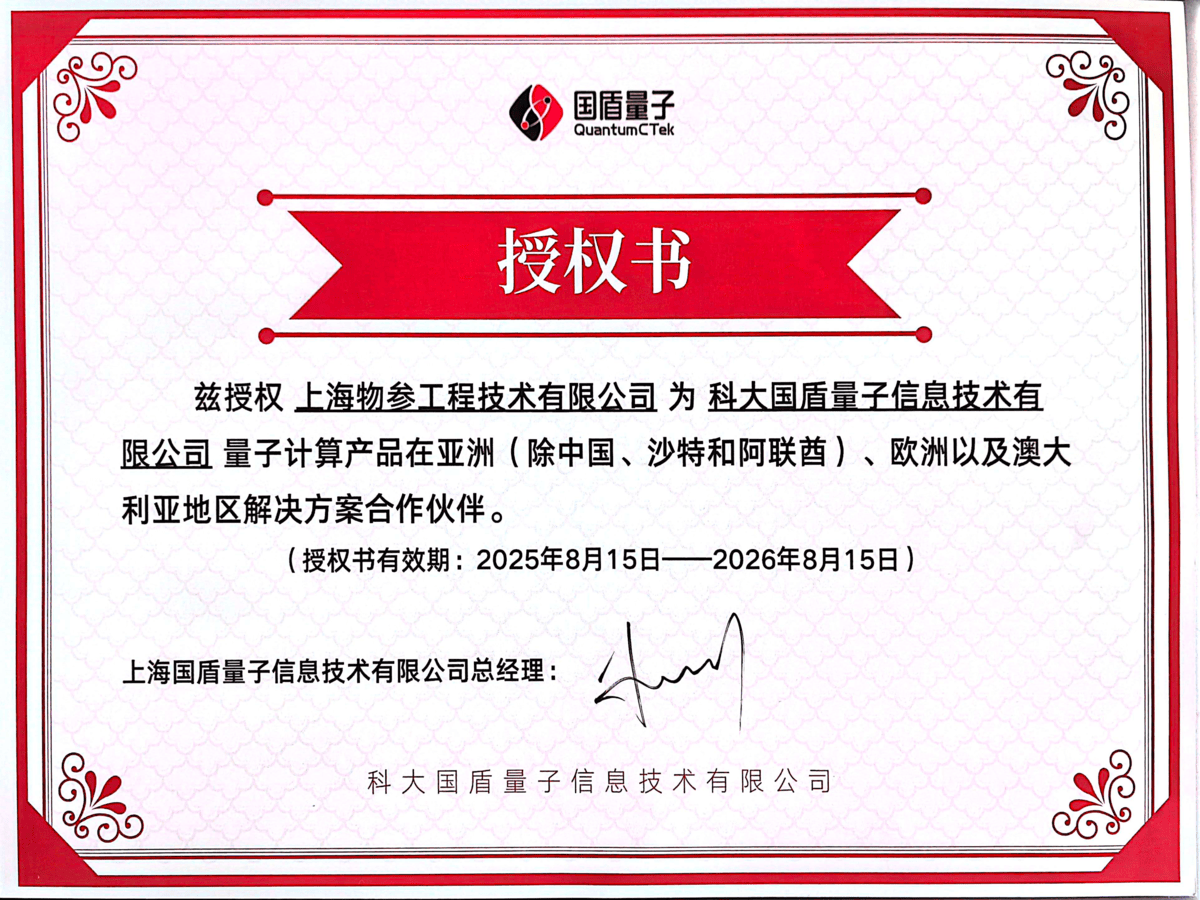 国盾量子
QuantumCTek
授权书
兹授权 上海物参工程技术有限公司 为 科大国盾量子信息技术有
限公司 量子计算产品在亚洲（除中国、沙特和阿联酋）、欧洲以及澳大
利亚地区解决方案合作伙伴。
（授权书有效期：2025年8月15日——2026年8月15日）
上海国盾量子信息技术有限公司总经理：
科大国盾量子信息技术有限公司